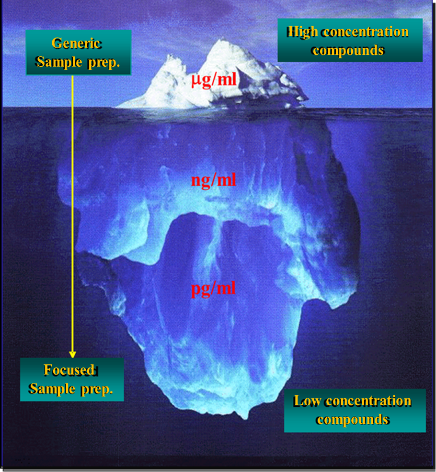 Generic
Sample prep.
High concentration
compounds
µg/ml
ng/ml
pg/ml
Focused
Sample prep.
Low concentration
compounds